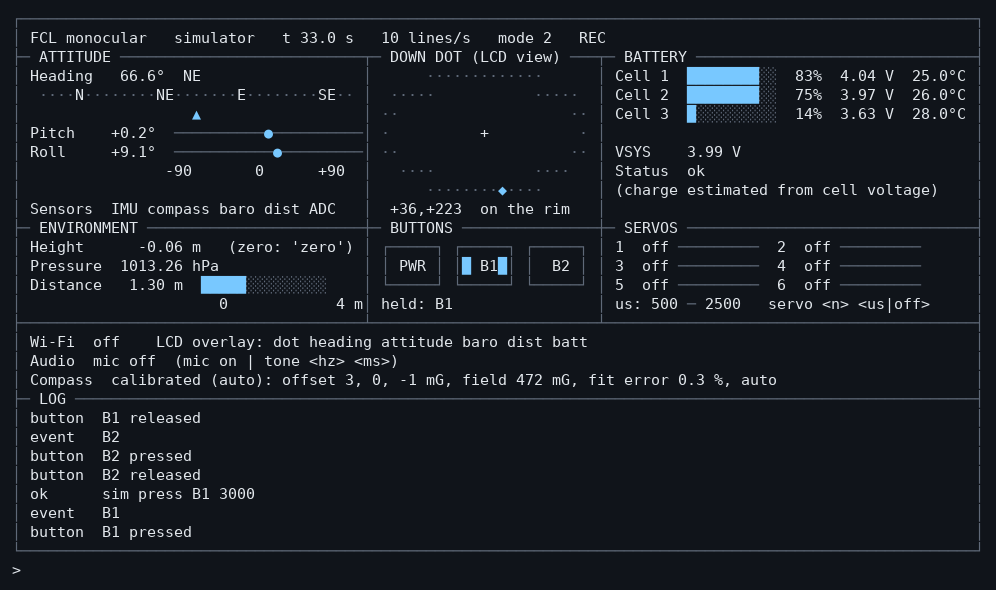 FCL monocular   simulator   t 33.0 s   10 lines/s   mode 2   REC
ATTITUDE   DOWN DOT (LCD view)   BATTERY
Heading   66.6°  NE   Cell 1   83%  4.04 V  25.0°C
N   NE   E   SE   Cell 2   75%  3.97 V  26.0°C
Cell 3   14%  3.63 V  28.0°C
Pitch    +0.2°   +
Roll     +9.1°   VSYS    3.99 V
-90   0   +90   Status  ok
(charge estimated from cell voltage)
Sensors  IMU compass baro dist ADC   +36,+223  on the rim
ENVIRONMENT   BUTTONS   SERVOS
Height      -0.06 m   (zero: 'zero')   1  off   2  off
Pressure  1013.26 hPa   PWR   B1   B2   3  off   4  off
Distance   1.30 m   5  off   6  off
0   4 m   held: B1   us: 500 ─ 2500   servo <n> <us|off>
Wi-Fi  off    LCD overlay: dot heading attitude baro dist batt
Audio  mic off  (mic on | tone <hz> <ms>)
Compass  calibrated (auto): offset 3, 0, -1 mG, field 472 mG, fit error 0.3 %, auto
LOG
button  B1 released
event   B2
button  B2 pressed
button  B2 released
ok      sim press B1 3000
event   B1
button  B1 pressed
>